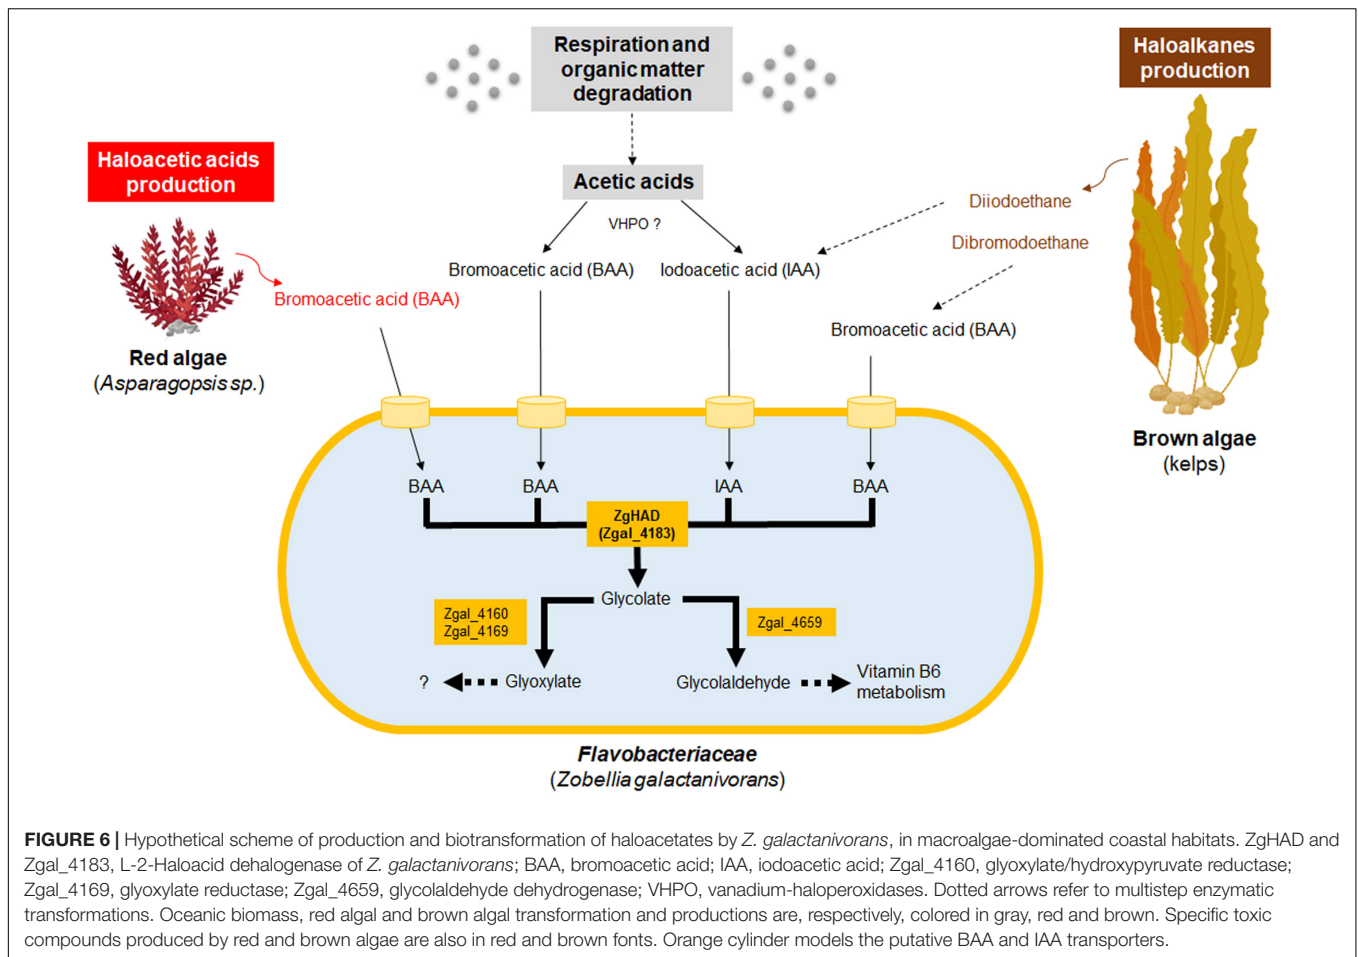 Respiration and
organic matter
degradation
Haloalkanes
production
Haloacetic acids
production
Acetic acids
VHPO ?
Diiodoethane
Dibromodoethane
Bromoacetic acid (BAA)
Iodoacetic acid (IAA)
Bromoacetic acid (BAA)
Bromoacetic acid (BAA)
Red algae
(Asparagopsis sp.)
Brown algae
(kelps)
BAA
BAA
IAA
BAA
ZgHAD
(Zgal_4183)
Glycolate
Zgal_4160
Zgal_4169
Zgal_4659
?
Glyoxylate
Glycolaldehyde
Vitamin B6
metabolism
Flavobacteriaceae
(Zobellia galactanivorans)
FIGURE 6 | Hypothetical scheme of production and biotransformation of haloacetates by Z. galactanivorans, in macroalgae-dominated coastal habitats. ZgHAD and
Zgal_4183, L-2-Haloacid dehalogenase of Z. galactanivorans; BAA, bromoacetic acid; IAA, iodoacetic acid; Zgal_4160, glyoxylate/hydroxypyruvate reductase;
Zgal_4169, glyoxylate reductase; Zgal_4659, glycolaldehyde dehydrogenase; VHPO, vanadium-haloperoxidases. Dotted arrows refer to multistep enzymatic
transformations. Oceanic biomass, red algal and brown algal transformation and productions are, respectively, colored in gray, red and brown. Specific toxic
compounds produced by red and brown algae are also in red and brown fonts. Orange cylinder models the putative BAA and IAA transporters.